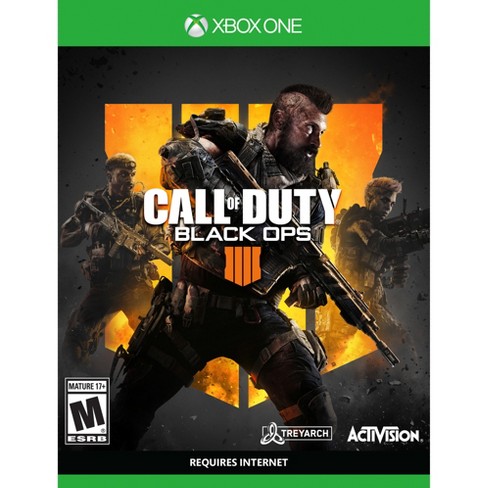 XBOX ONE
CALL OF DUTY
BLACK OPS
IIII
MATURE 17+
M
®
ESRB
TREYARCH
ACTIVISION
REQUIRES INTERNET